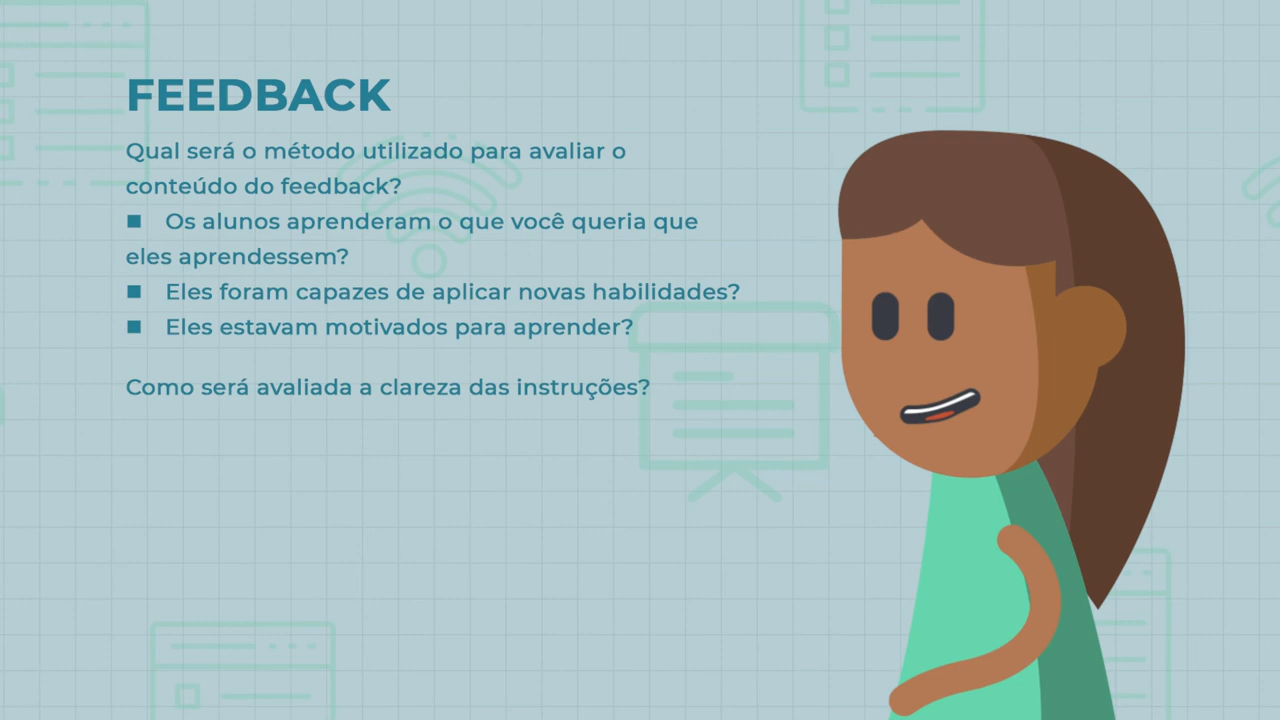 FEEDBACK
Qual será o método utilizado para avaliar o
conteúdo do feedback?
■ Os alunos aprenderam o que você queria que
eles aprendessem?
■ Eles foram capazes de aplicar novas habilidades?
■ Eles estavam motivados para aprender?
Como será avaliada a clareza das instruções?